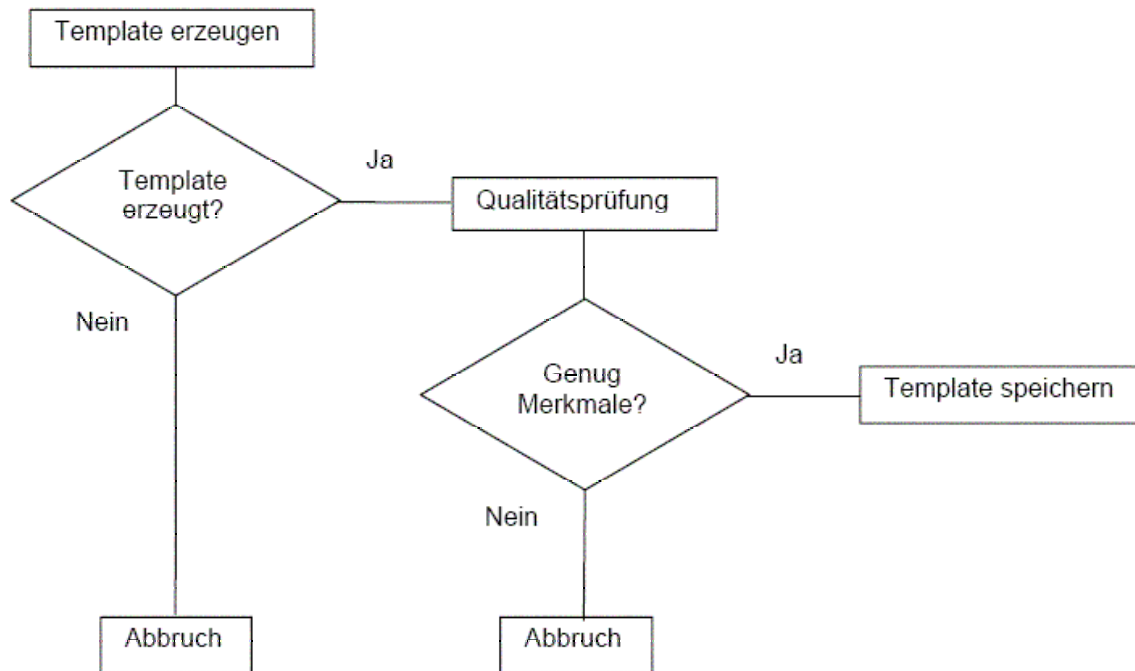 Template erzeugen
Template
erzeugt?
Ja
Qualitätsprüfung
Nein
Genug
Merkmale?
Ja
Template speichern
Nein
Abbruch
Abbruch